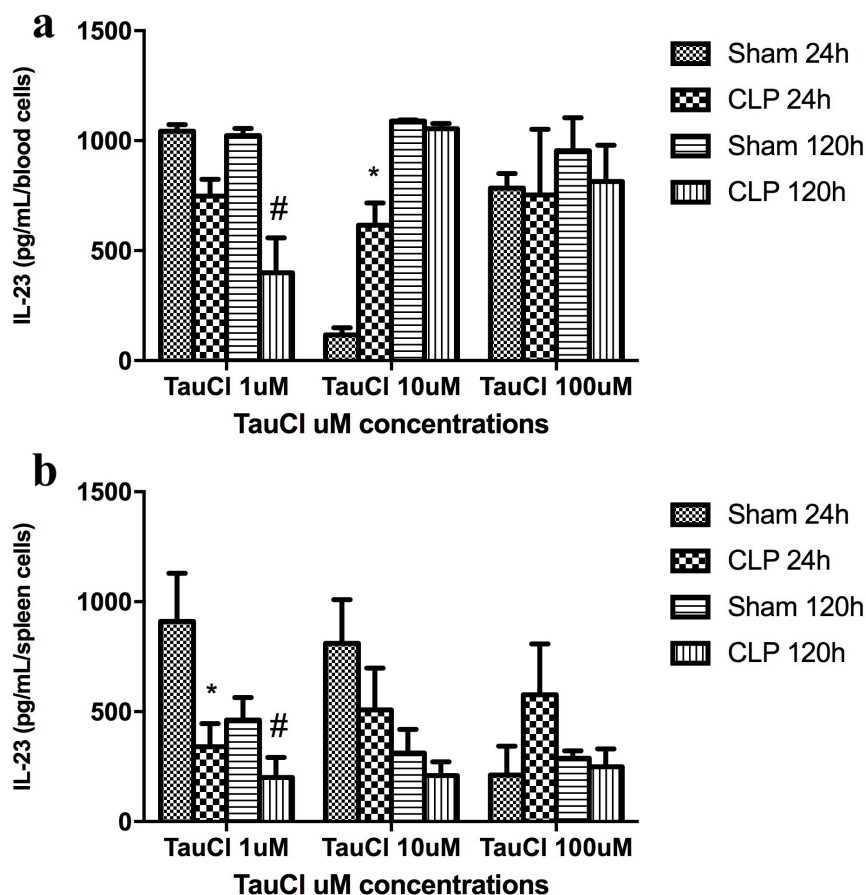 a
IL-23 (pg/mL/blood cells)
1500
1000
500
0
*
#
TauCl 1uM TauCl 10uM TauCl 100uM
TauCl uM concentrations
Sham 24h
CLP 24h
Sham 120h
CLP 120h
b
IL-23 (pg/mL/spleen cells)
1500
1000
500
0
*
#
TauCl 1uM TauCl 10uM TauCl 100uM
TauCl uM concentrations
Sham 24h
CLP 24h
Sham 120h
CLP 120h